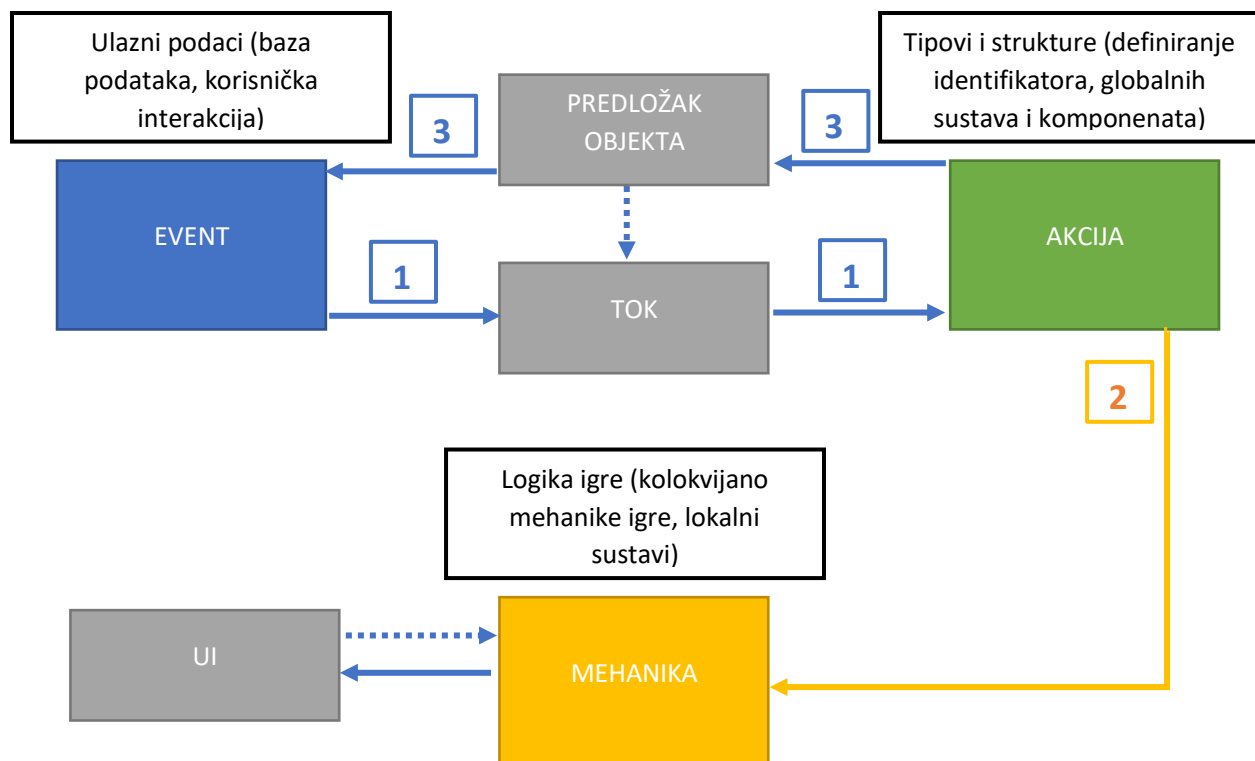 Ulazni podaci (baza
podataka, korisnička
interakcija)
PREDLOŽAK
OBJEKTA
Tipovi i strukture (definiranje
identifikatora, globalnih
sustava i komponenata)
3
3
EVENT
AKCIJA
1
1
TOK
2
Logika igre (kolokvijano
mehanike igre, lokalni
sustavi)
UI
MEHANIKA